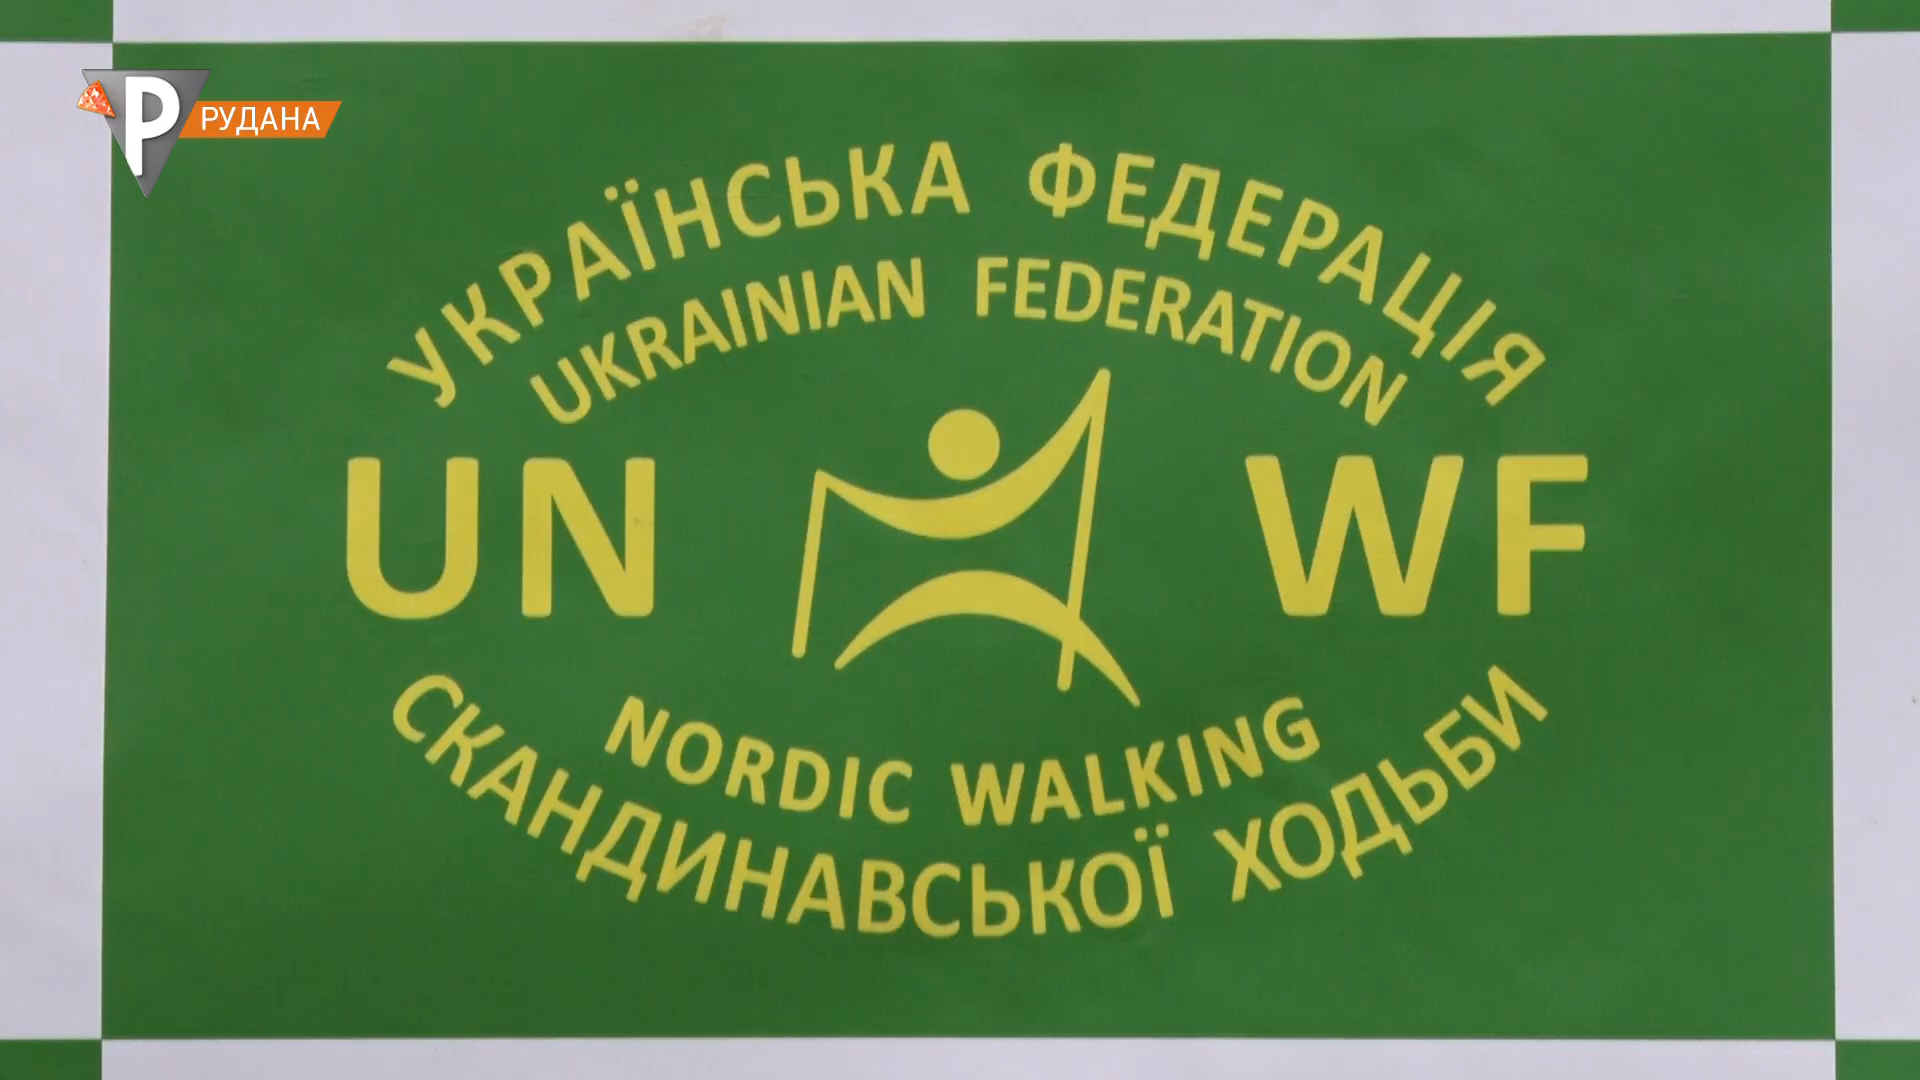 Р РУДАНА
УКРАЇНСЬКА ФЕДЕРАЦІЯ
UKRAINIAN FEDERATION
UN WF
NORDIC WALKING
СКАНДИНАВСЬКОЇ ХОДЬБИ